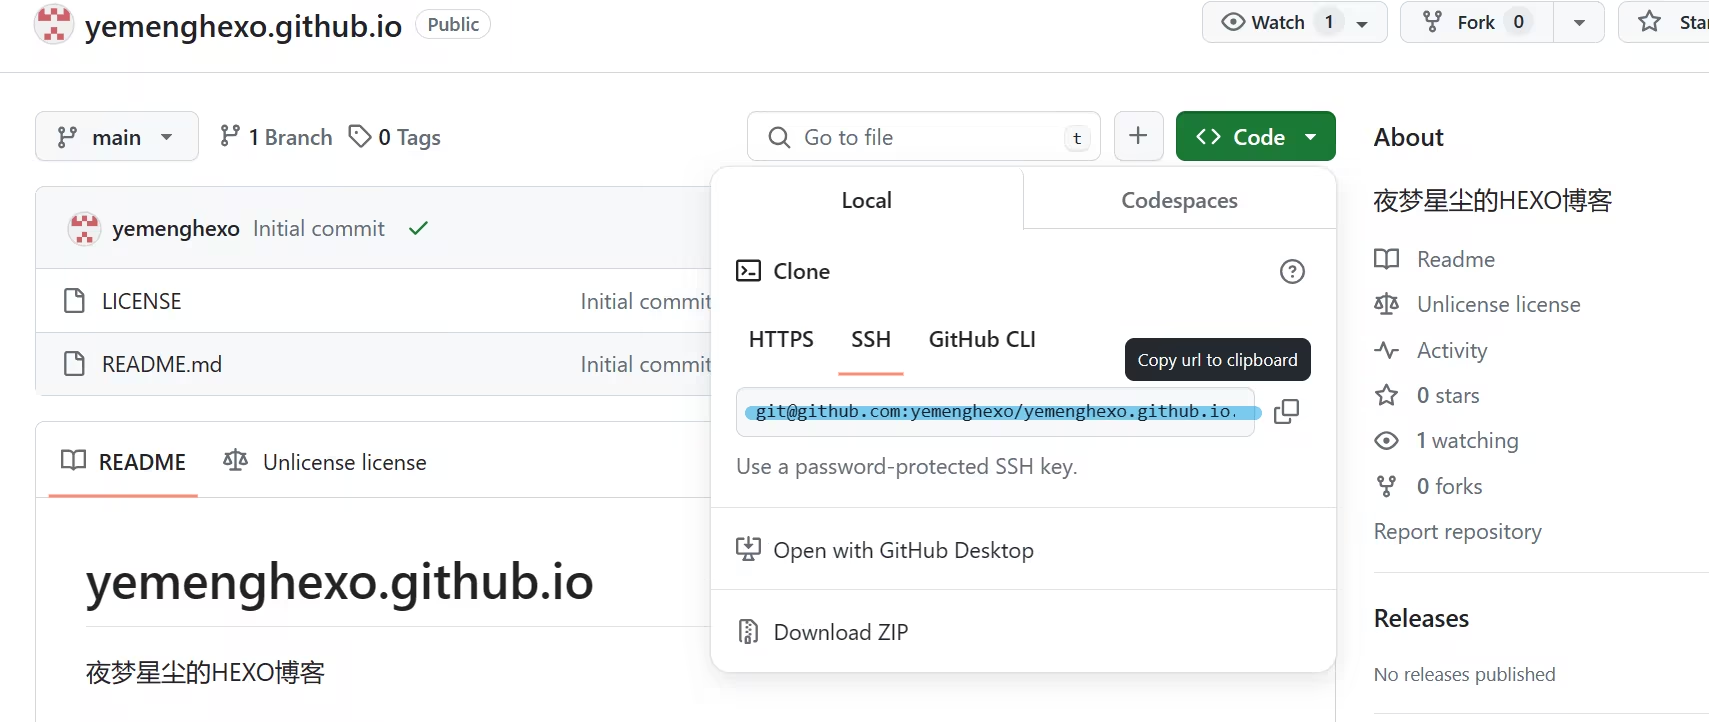 yemenghexo.github.io Public
Watch 1
Fork 0
main
1 Branch
0 Tags
Go to file t
Code
About
Local
Codespaces
夜梦星尘的HEXO博客
yemenghexo Initial commit
Clone
Readme
LICENSE
Initial commit
Unlicense license
HTTPS
SSH
GitHub CLI
Copy url to clipboard
Activity
README.md
Initial commit
0 stars
git@github.com:yemenghexo/yemenghexo.github.io.
1 watching
README
Unlicense license
Use a password-protected SSH key.
0 forks
Report repository
Open with GitHub Desktop
yemenghexo.github.io
Releases
Download ZIP
夜梦星尘的HEXO博客
No releases published